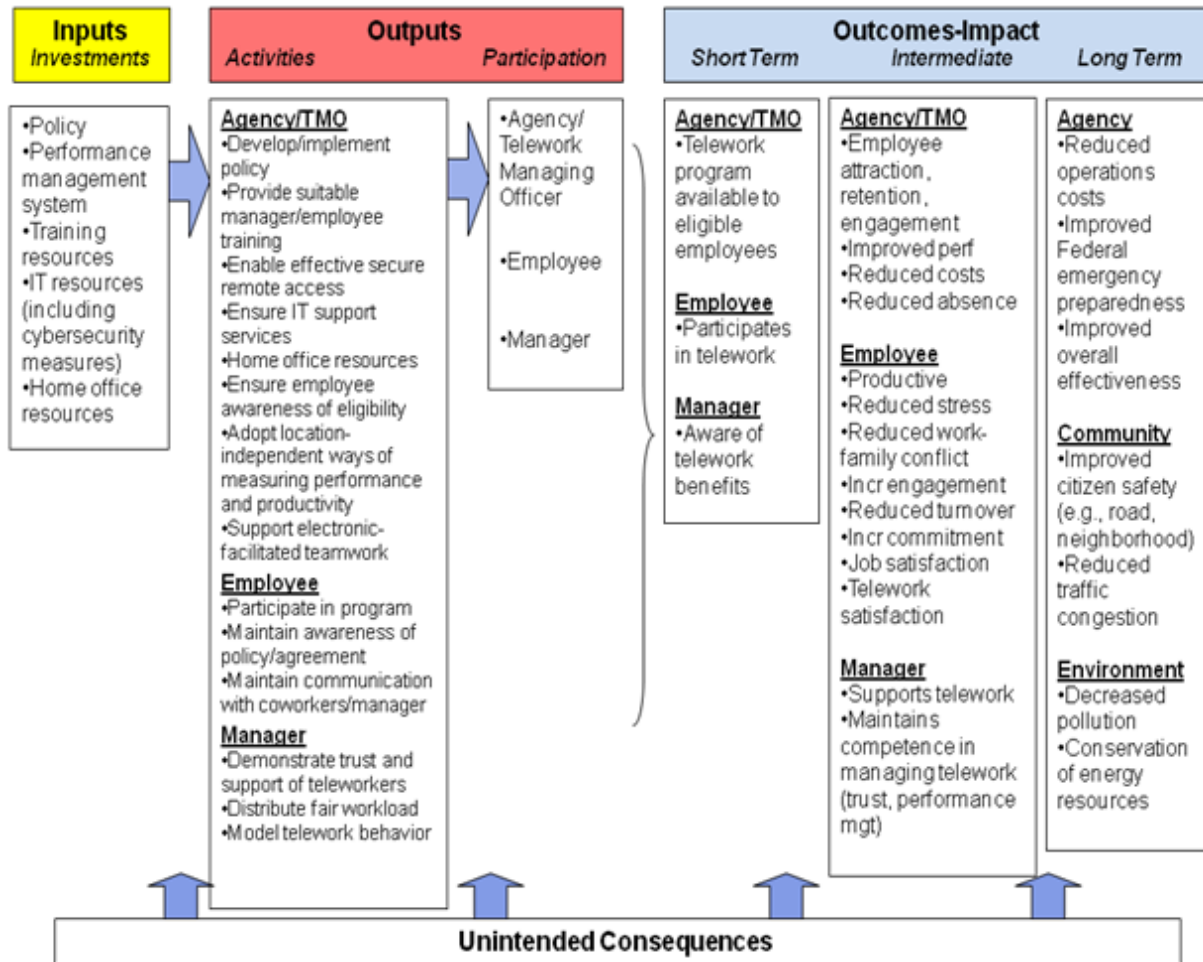 Inputs
Investments
Outputs
Activities
Participation
Outcomes-Impact
Short Term
Intermediate
Long Term
•Policy
•Performance
management
system
•Training
resources
•IT resources
(including
cybersecurity
measures)
•Home office
resources
Agency/TMO
•Develop/implement
policy
•Provide suitable
manager/employee
training
•Enable effective secure
remote access
•Ensure IT support
services
•Home office resources
•Ensure employee
awareness of eligibility
•Adopt location-
independent ways of
measuring performance
and productivity
•Support electronic-
facilitated teamwork
Employee
•Participate in program
•Maintain awareness of
policy/agreement
•Maintain communication
with coworkers/manager
Manager
•Demonstrate trust and
support of teleworkers
•Distribute fair workload
•Model telework behavior
•Agency/
Telework
Managing
Officer
•Employee
•Manager
Agency/TMO
•Telework
program
available to
eligible
employees
Employee
•Participates
in telework
Manager
•Aware of
telework
benefits
Agency/TMO
•Employee
attraction,
retention,
engagement
•Improved perf
•Reduced costs
•Reduced absence
Employee
•Productive
•Reduced stress
•Reduced work-
family conflict
•Incr engagement
•Reduced turnover
•Incr commitment
•Job satisfaction
•Telework
satisfaction
Manager
•Supports telework
•Maintains
competence in
managing telework
(trust, performance
mgt)
Agency
•Reduced
operations
costs
•Improved
Federal
emergency
preparedness
•Improved
overall
effectiveness
Community
•Improved
citizen safety
(e.g., road,
neighborhood)
•Reduced
traffic
congestion
Environment
•Decreased
pollution
•Conservation
of energy
resources
Unintended Consequences